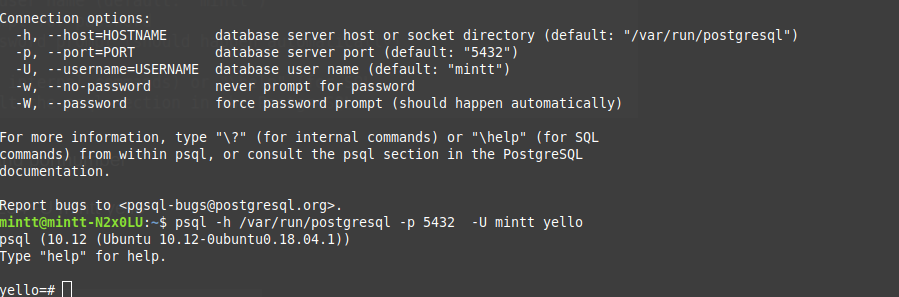 Connection options:
  -h, --host=HOSTNAME      database server host or socket directory (default: "/var/run/postgresql")
  -p, --port=PORT          database server port (default: "5432")
  -U, --username=USERNAME  database user name (default: "mintt")
  -w, --no-password        never prompt for password
  -W, --password           force password prompt (should happen automatically)

For more information, type "\?" (for internal commands) or "\help" (for SQL
commands) from within psql, or consult the psql section in the PostgreSQL
documentation.

Report bugs to <pgsql-bugs@postgresql.org>.
mintt@mintt-N2x0LU:~$ psql -h /var/run/postgresql -p 5432  -U mintt yello
psql (10.12 (Ubuntu 10.12-0ubuntu0.18.04.1))
Type "help" for help.

yello=#